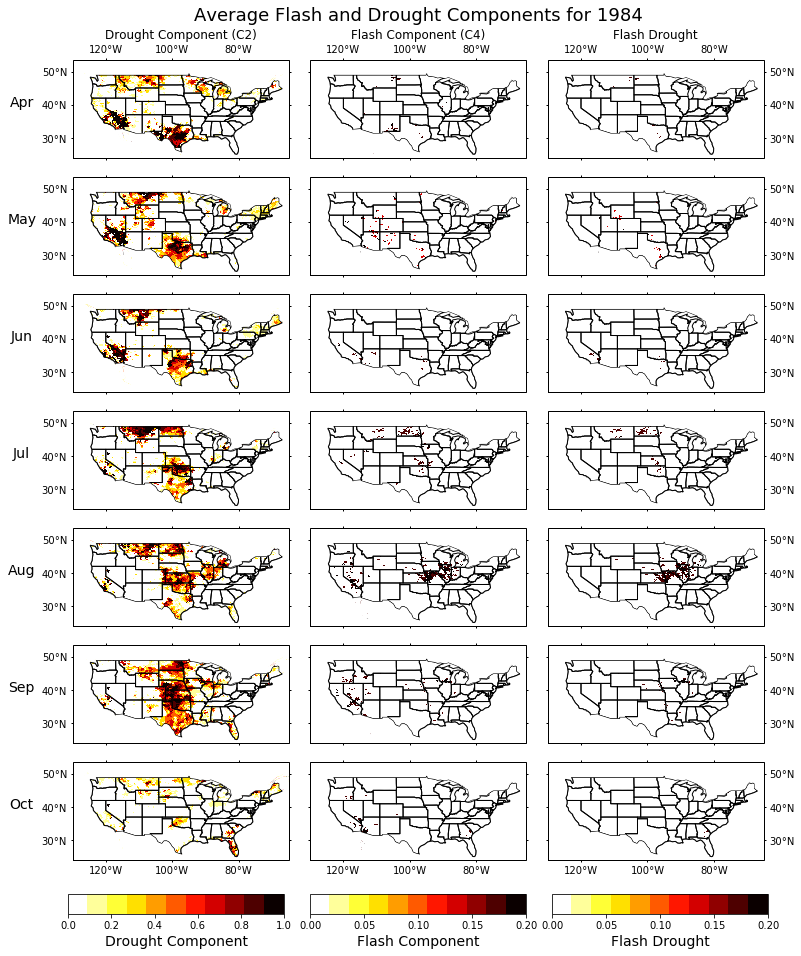 Average Flash and Drought Components for 1984
Drought Component (C2) Flash Component (C4) Flash Drought
120°W 100°W 80°W 120°W 100°W 80°W 120°W 100°W 80°W
Apr
50°N 50°N
40°N 40°N
30°N 30°N
May
50°N 50°N
40°N 40°N
30°N 30°N
Jun
50°N 50°N
40°N 40°N
30°N 30°N
Jul
50°N 50°N
40°N 40°N
30°N 30°N
Aug
50°N 50°N
40°N 40°N
30°N 30°N
Sep
50°N 50°N
40°N 40°N
30°N 30°N
Oct
50°N 50°N
40°N 40°N
30°N 30°N
120°W 100°W 80°W 120°W 100°W 80°W 120°W 100°W 80°W
0.0 0.2 0.4 0.6 0.8 1.0 0.00 0.05 0.10 0.15 0.20 0.00 0.05 0.10 0.15 0.20
Drought Component Flash Component Flash Drought